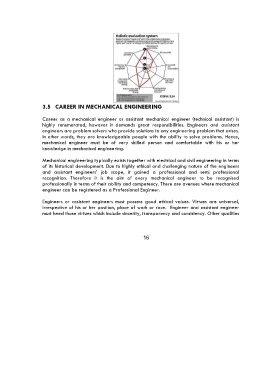 Holistic evaluation system
3.5 CAREER IN MECHANICAL ENGINEERING
Career as a mechanical engineer or assistant mechanical engineer (technical assistant) is
highly remunerated, however it demands great responsibilities. Engineers and assistant
engineers are problem solvers who provide solutions to any engineering problem that arises.
In other words, they are knowledgeable people with the ability to solve problems. Hence,
mechanical engineer must be of very skilled person and comfortable with his or her
knowledge in mechanical engineering.
Mechanical engineering typically exists together with electrical and civil engineering in terms
of its historical development. Due to highly ethical and challenging nature of the engineers
and assistant engineers' job scope, it gained a professional and semi professional
recognition. Therefore it is the aim of every mechanical engineer to be recognised
professionally in terms of their ability and competency. There are avenues where mechanical
engineer can be registered as a Professional Engineer.
Engineers or assistant engineers must possess good ethical values. Virtues are universal,
irrespective of his or her position, place of work or race. Engineer and assistant engineer
must breed those virtues which include sincerity, transparency and consistency. Other qualities
16